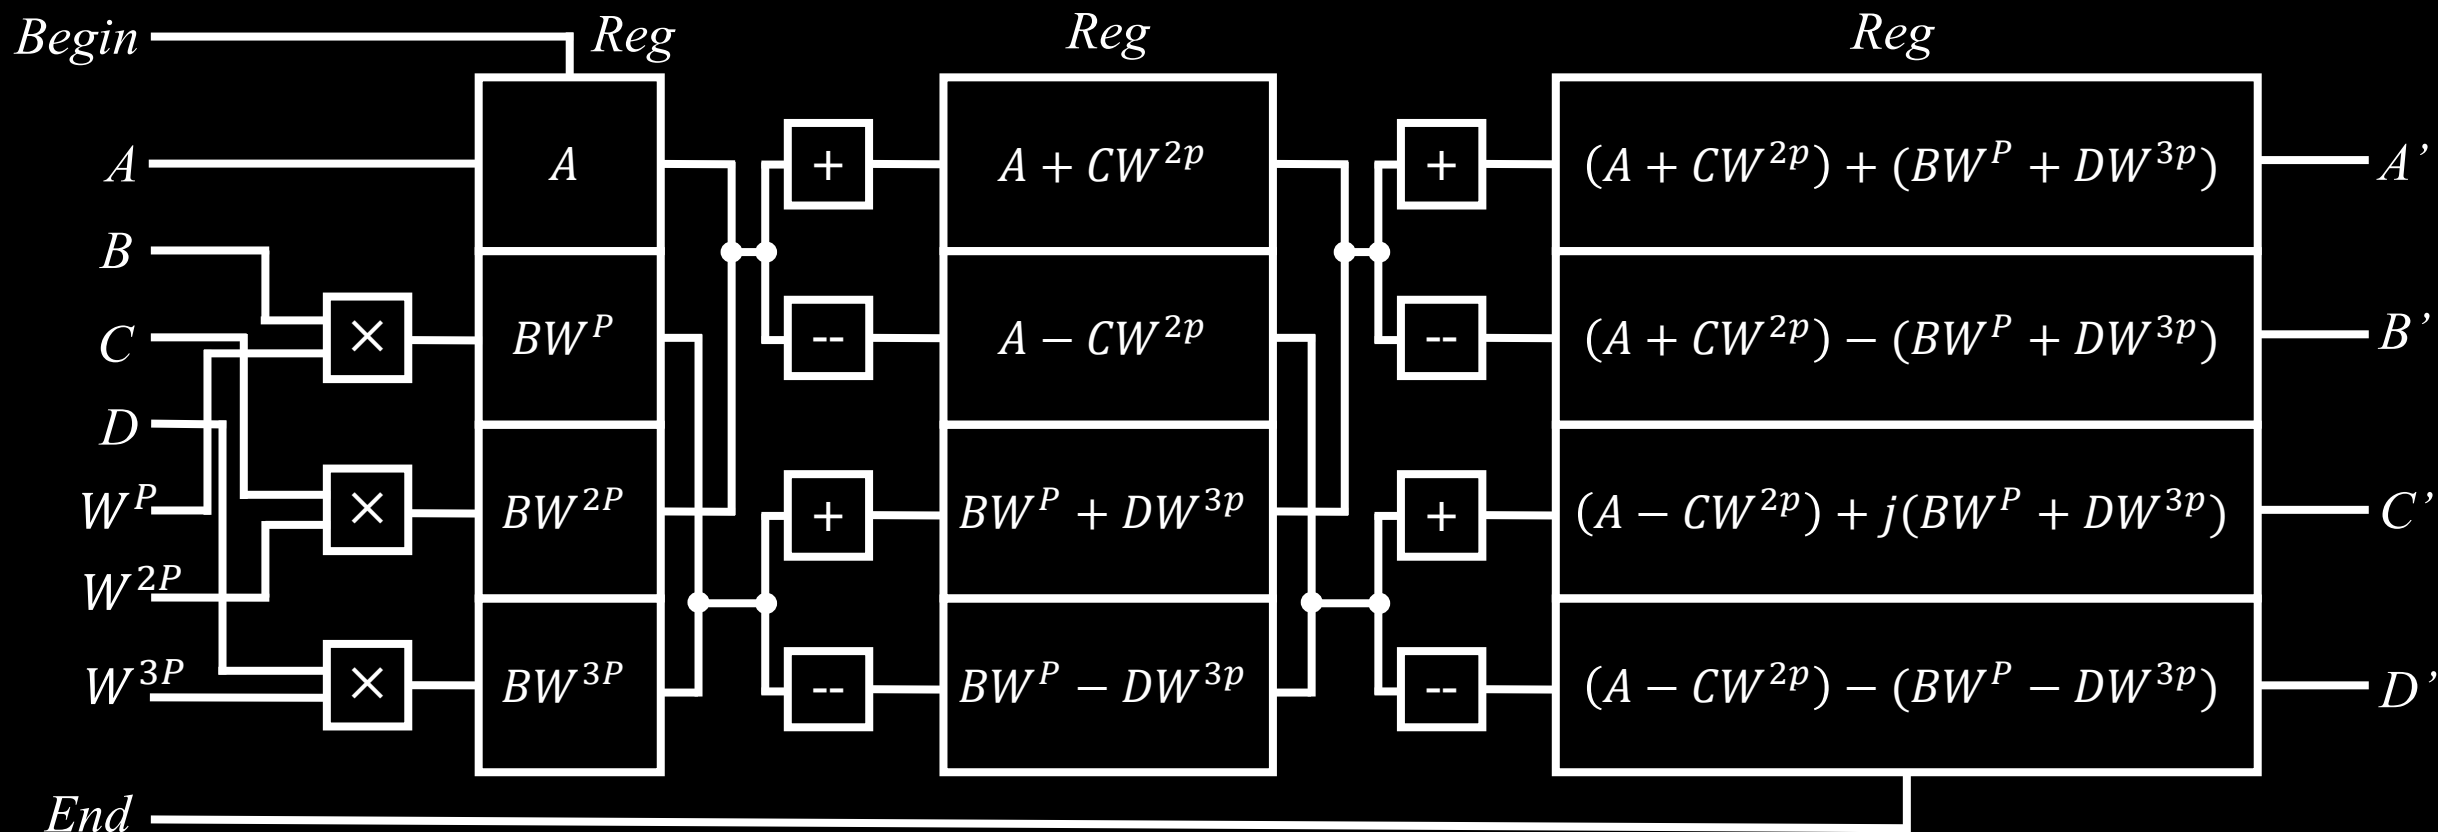 Begin
Reg
Reg
Reg
A
A
+
A + CW^{2p}
+
(A + CW^{2p}) + (BW^P + DW^{3p})
A’
B
C
×
BW^P
--
A − CW^{2p}
--
(A + CW^{2p}) − (BW^P + DW^{3p})
B’
D
W^P
×
BW^{2P}
+
BW^P + DW^{3p}
+
(A − CW^{2p}) + j(BW^P + DW^{3p})
C’
W^{2P}
W^{3P}
×
BW^{3P}
--
BW^P − DW^{3p}
--
(A − CW^{2p}) − (BW^P − DW^{3p})
D’
End